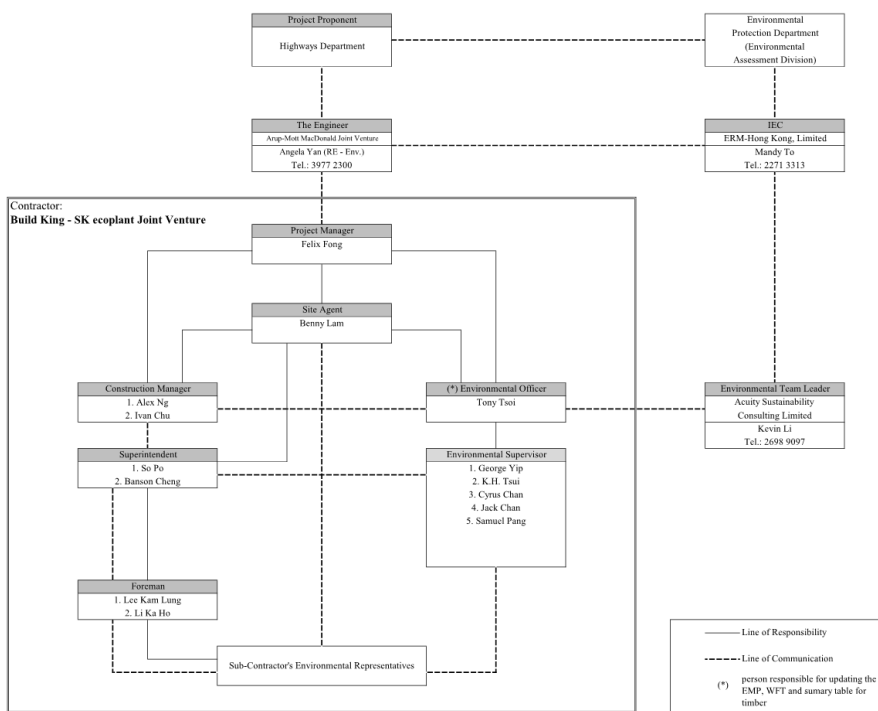 Project Proponent
Highways Department
Environmental
Protection Department
(Environmental
Assessment Division)
The Engineer
Arup-Mott MacDonald Joint Venture
Angela Yan (RE - Env.)
Tel.: 3977 2300
IEC
ERM-Hong Kong, Limited
Mandy To
Tel.: 2271 3313
Contractor:
Build King - SK ecoplant Joint Venture
Project Manager
Felix Fong
Site Agent
Benny Lam
Construction Manager
1. Alex Ng
2. Ivan Chu
(*) Environmental Officer
Tony Tsoi
Environmental Team Leader
Acuity Sustainability
Consulting Limited
Kevin Li
Tel.: 2698 9097
Superintendent
1. So Po
2. Banson Cheng
Environmental Supervisor
1. George Yip
2. K.H. Tsui
3. Cyrus Chan
4. Jack Chan
5. Samuel Pang
Foreman
1. Lee Kam Lung
2. Li Ka Ho
Sub-Contractor's Environmental Representatives
Line of Responsibility
Line of Communication
(*) person responsible for updating the
EMP, WFT and sumary table for
timber